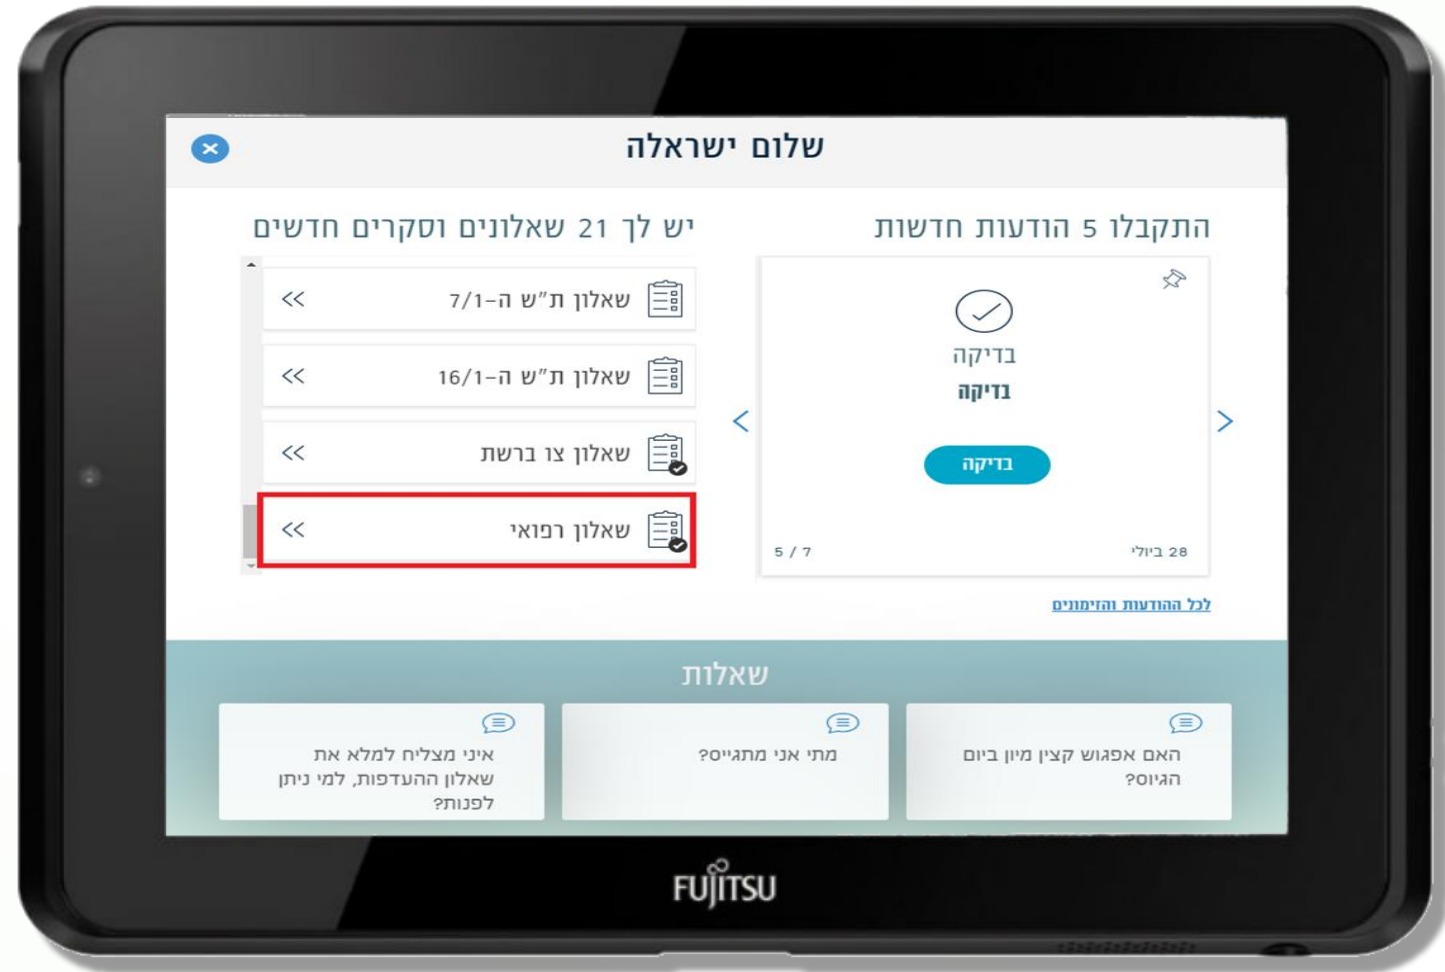 שלום ישראלה
התקבלו 5 הודעות חדשות
בדיקה
בדיקה
בדיקה
28 ביולי
5 / 7
לכל ההודעות והזימונים
יש לך 21 שאלונים וסקרים חדשים
שאלון ת"ש ה-7/1
שאלון ת"ש ה-16/1
שאלון צו ברשת
שאלון רפואי
שאלות
האם אפגוש קצין מיון ביום
הגיוס?
מתי אני מתגייס?
איני מצליח למלא את
שאלון ההעדפות, למי ניתן
לפנות?
FUJITSU